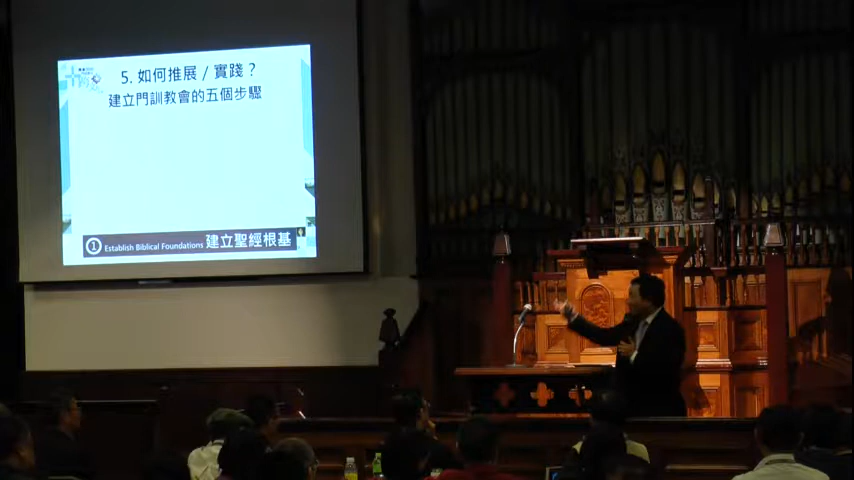 5. 如何推展 / 實踐？
建立門訓教會的五個步驟
① Establish Biblical Foundations 建立聖經根基